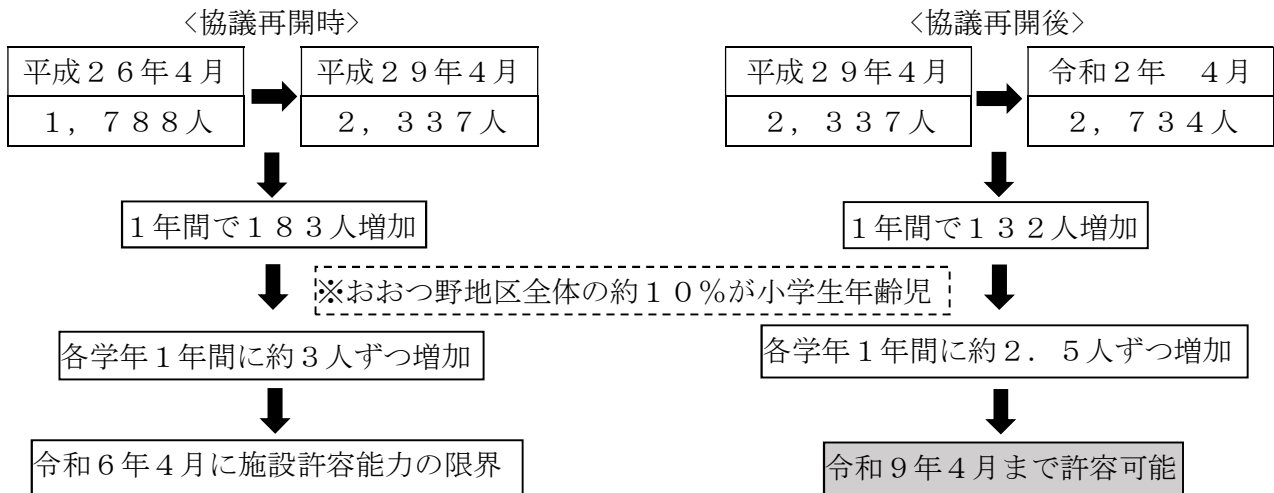 <協議再開時>
平成26年4月
1,788人
平成29年4月
2,337人
1年間で183人増加
各学年1年間に約3人ずつ増加
令和6年4月に施設許容能力の限界
※おおつ野地区全体の約10%が小学生年齢児
<協議再開後>
平成29年4月
2,337人
令和2年 4月
2,734人
1年間で132人増加
各学年1年間に約2.5人ずつ増加
令和9年4月まで許容可能